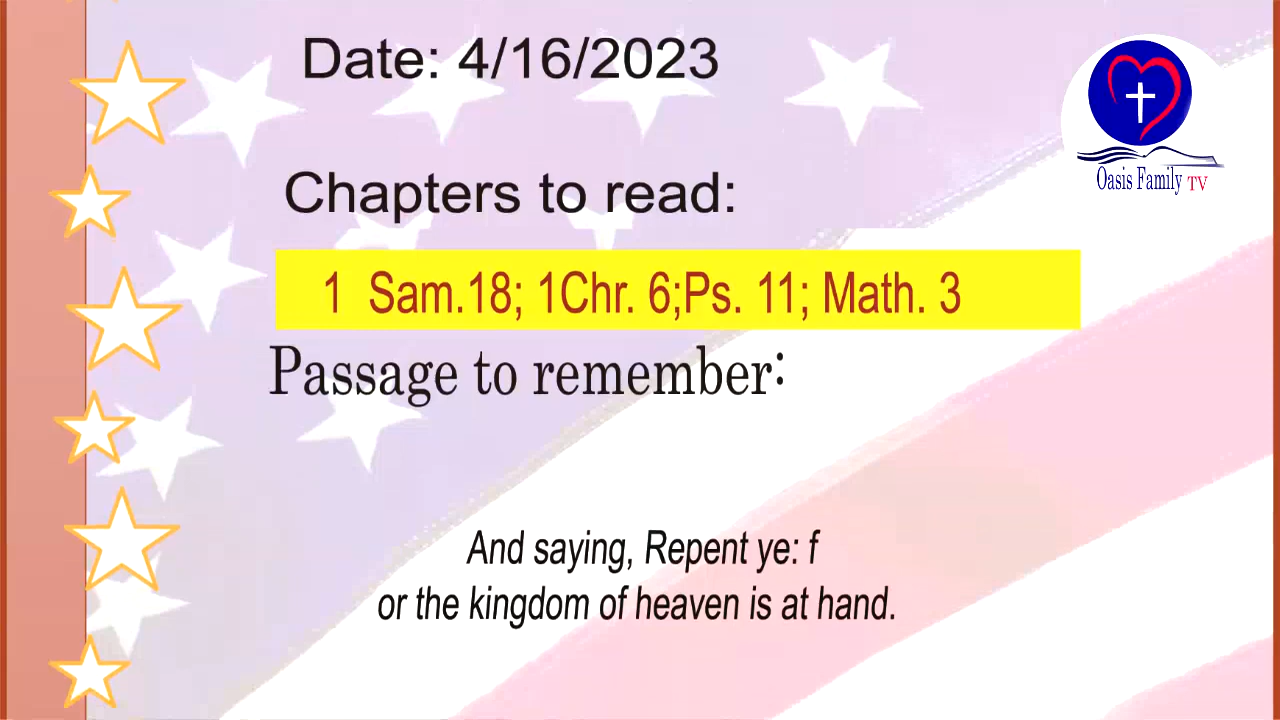 Date: 4/16/2023
Oasis Family TV
Chapters to read:
1 Sam.18; 1Chr. 6;Ps. 11; Math. 3
Passage to remember:
And saying, Repent ye: f
or the kingdom of heaven is at hand.